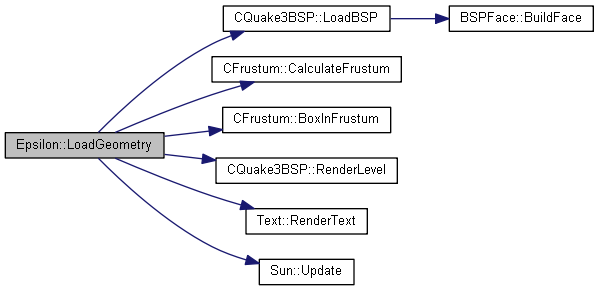 CQuake3BSP::LoadBSP
BSPFace::BuildFace
CFrustum::CalculateFrustum
CFrustum::BoxInFrustum
Epsilon::LoadGeometry
CQuake3BSP::RenderLevel
Text::RenderText
Sun::Update